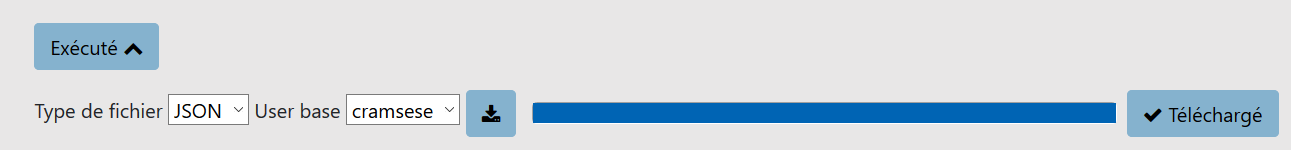 Exécuté
Type de fichier JSON User base cramsese Téléchargé